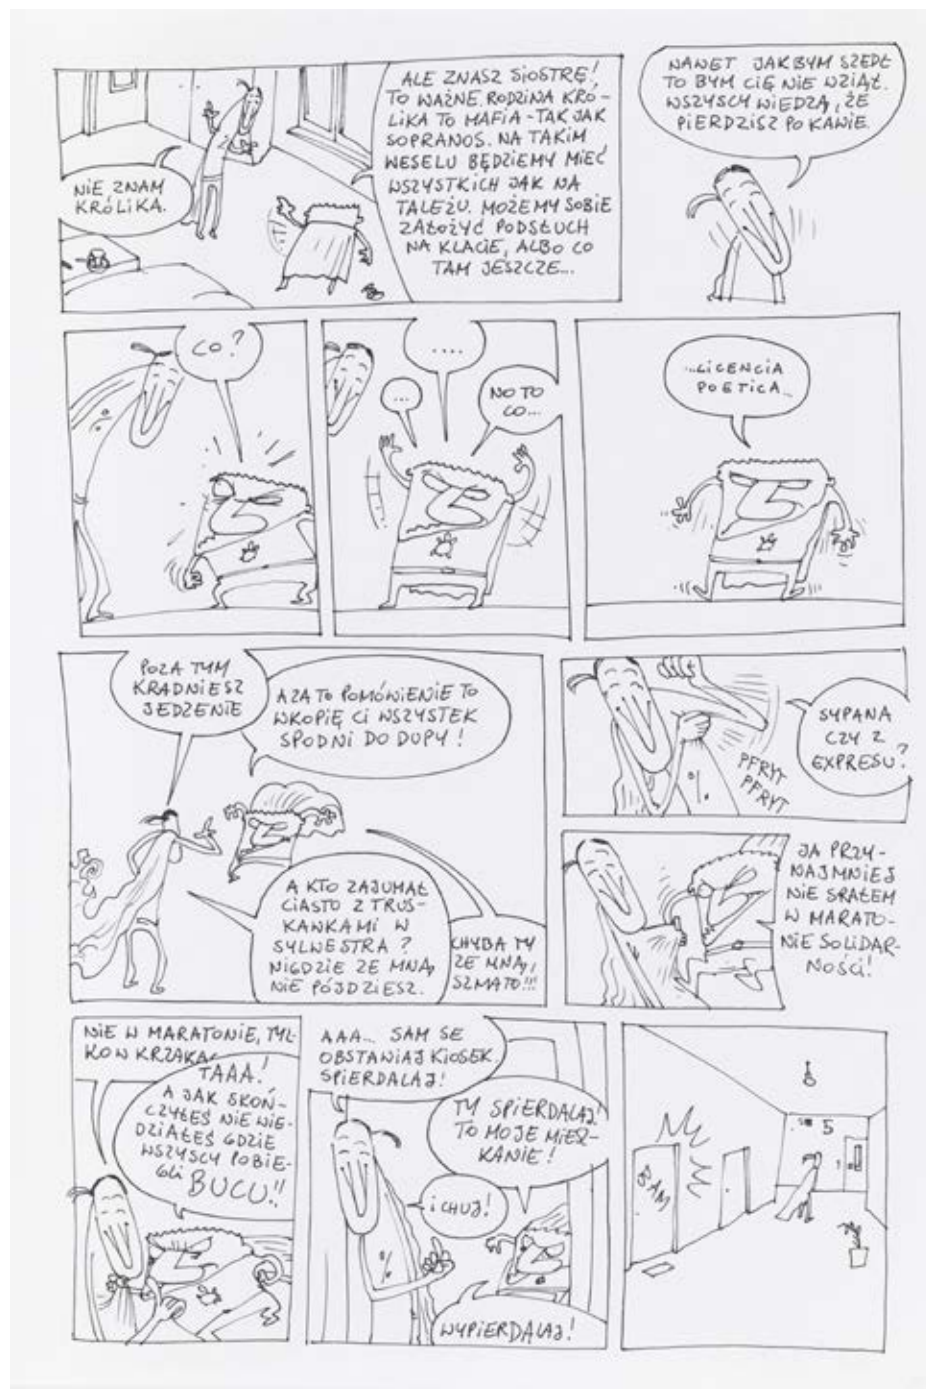 NIE ZNAM
KRÓLIKA.
ALE ZNASZ SIOSTRĘ!
TO WAŻNE. RODZINA KRÓ-
LIKA TO MAFIA - TAK JAK
SOPRANOS. NA TAKIM
WESELU BĘDZIEMY MIEĆ
WSZYSTKICH JAK NA
TALEŻU. MOŻEMY SOBIE
ZAŁOŻYĆ PODSŁUCH
NA KLACIE, ALBO CO
TAM JESZCZE...
NAWET JAKBYM SZEDŁ
TO BYM CIĘ NIE WZIĄŁ.
WSZYSCY WIEDZĄ, ŻE
PIERDZISZ PO KAWIE.
CO?
...
....
NO TO
CO...
...LICENCIA
POETICA...
POZA TYM
KRADNIESZ
JEDZENIE
A ZA TO POMÓWIENIE TO
WKOPIĘ CI WSZYSTEK
SPODNI DO DUPY!
A KTO ZAJUMAŁ
CIASTO Z TRUS-
KAWKAMI W
SYLWESTRA?
NIGDZIE ZE MNĄ
NIE PÓJDZIESZ.
CHYBA TY
ZE MNĄ,
SZMATO!!!
PFRYT
PFRYT
SYPANA
CZY Z
EXPRESU?
JA PRZY-
NAJMNIEJ
NIE SRAŁEM
W MARATO-
NIE SOLIDAR-
NOŚCI!
NIE W MARATONIE, TYL-
KO W KRZAKA
TAAA!
A JAK SKOŃ-
CZYŁEŚ NIE WIE-
DZIAŁEŚ GDZIE
WSZYSCY POBIE-
GLI BUCU!!
AAA... SAM SE
OBSTAWIAJ KIOSEK.
SPIERDALAJ!
TY SPIERDALAJ!
TO MOJE MIESZ-
KANIE!
i CHUJ!
WYPIERDALAJ!
BAM
5